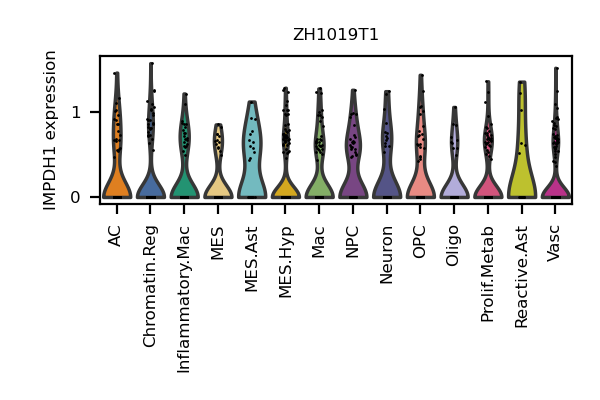 ZH1019T1
IMPDH1 expression
1
0
AC
Chromatin.Reg
Inflammatory.Mac
MES
MES.Ast
MES.Hyp
Mac
NPC
Neuron
OPC
Oligo
Prolif.Metab
Reactive.Ast
Vasc